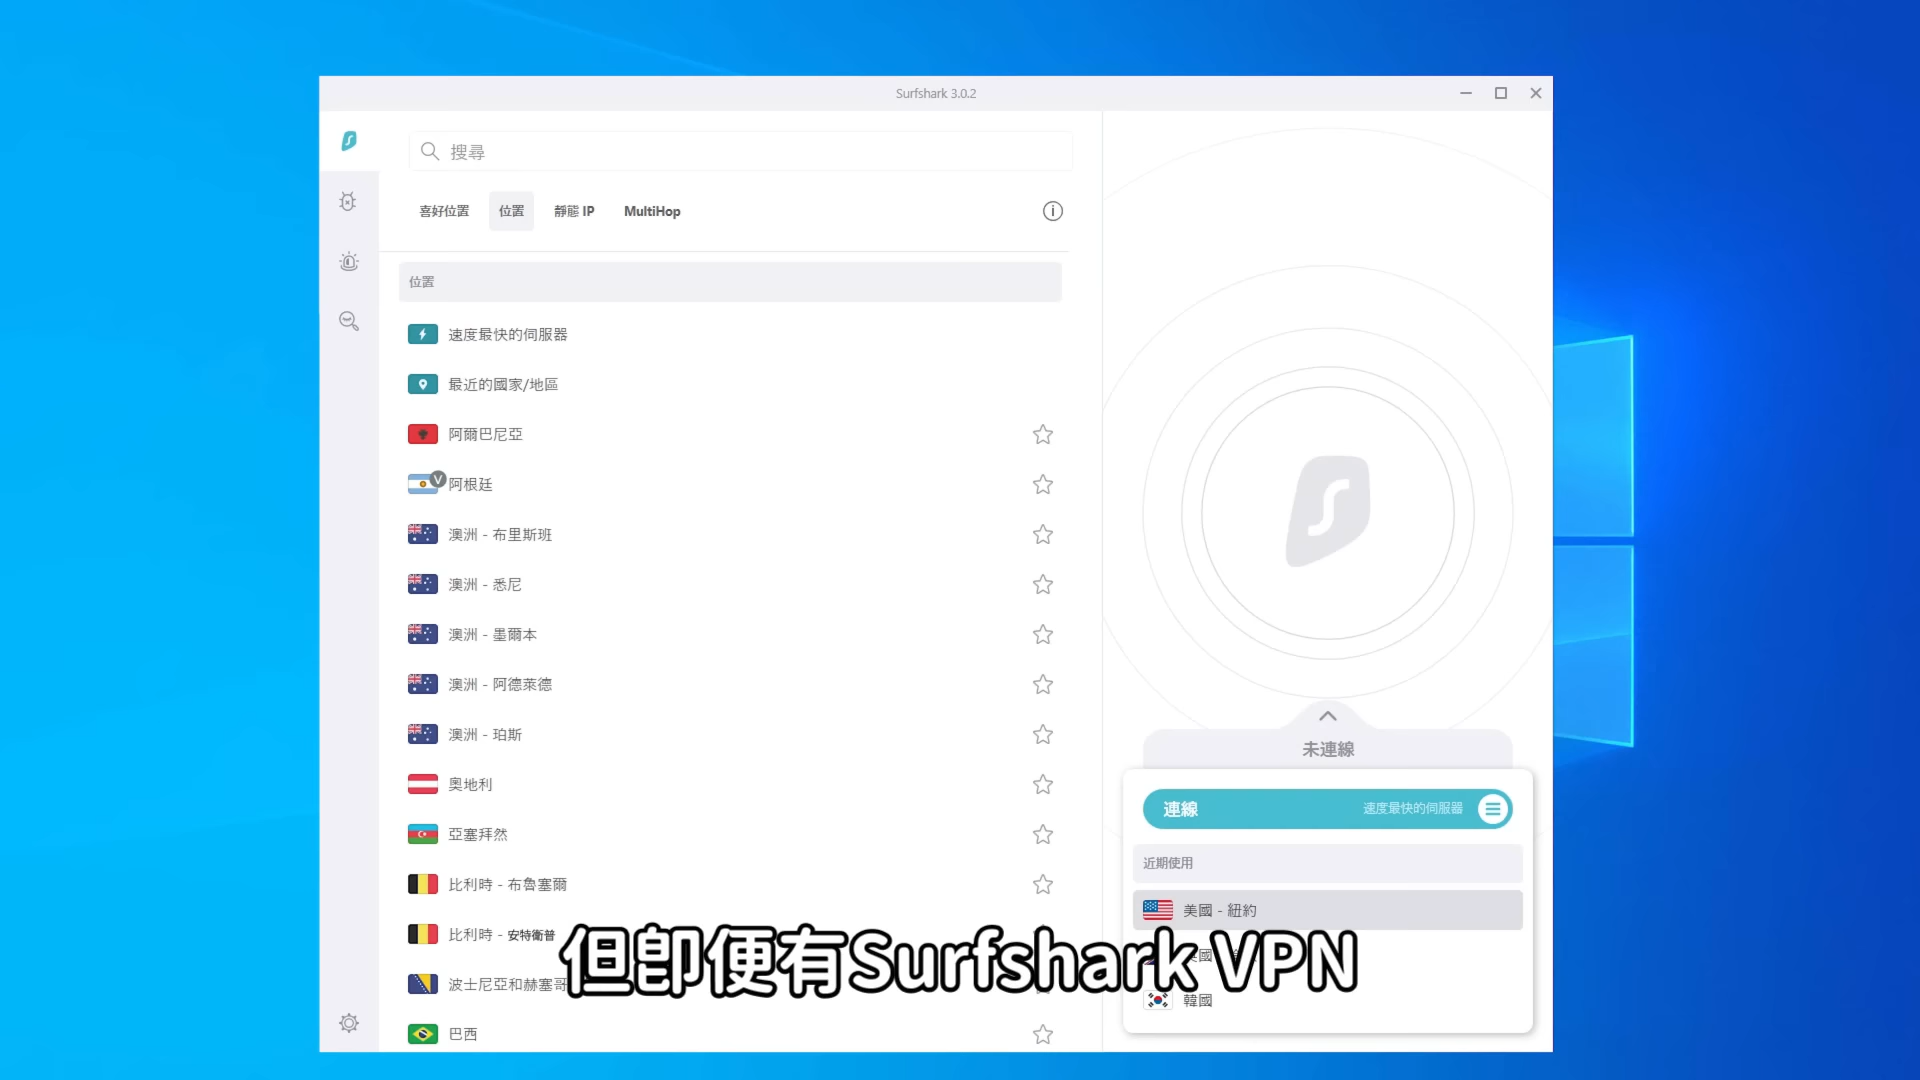 Surfshark 3.0.2
搜尋
喜好位置
位置
靜態 IP
MultiHop
位置
速度最快的伺服器
最近的國家/地區
阿爾巴尼亞
V
阿根廷
澳洲 - 布里斯班
澳洲 - 悉尼
澳洲 - 墨爾本
澳洲 - 阿德萊德
澳洲 - 珀斯
奧地利
亞塞拜然
比利時 - 布魯塞爾
比利時 - 安特衛普
波士尼亞和赫塞哥
巴西
未連線
連線
速度最快的伺服器
近期使用
美國 - 紐約
韓國
但即便有Surfshark VPN